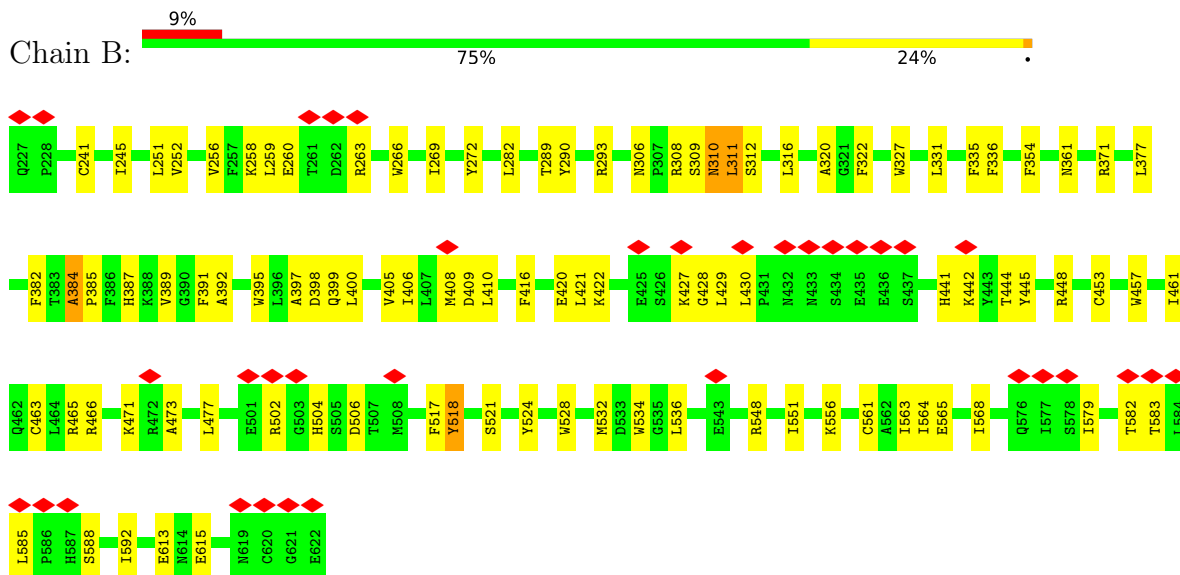 9%
Chain B:
75% 24% •
Q227 P228 C241 I245 L251 V252 V256 F257 K258 L259 E260 T261 D262 R263 W266 I269 Y272 L282 T289 Y290 R293 N306 P307 R308 S309 N310 L311 S312 L316 A320 G321 F322 W327 L331 F335 F336 F354 N361 R371 L377
F382 T383 A384 P385 F386 H387 K388 V389 G390 F391 A392 W395 L396 A397 D398 Q399 L400 V405 I406 L407 M408 D409 L410 F416 E420 L421 K422 E425 S426 K427 G428 L429 L430 P431 N432 N433 S434 E435 E436 S437 H441 K442 Y443 T444 Y445 R448 C453 W457 I461
Q462 C463 L464 R465 R466 K471 R472 A473 L477 E501 R502 G503 H504 S505 D506 T507 M508 F517 Y518 S521 Y524 W528 M532 D533 W534 G535 L536 E543 R548 I551 K556 C561 A562 I563 I564 E565 I568 Q576 I577 S578 I579 T582 T583 L584
L585 P586 H587 S588 I592 E613 N614 E615 N619 C620 G621 E622